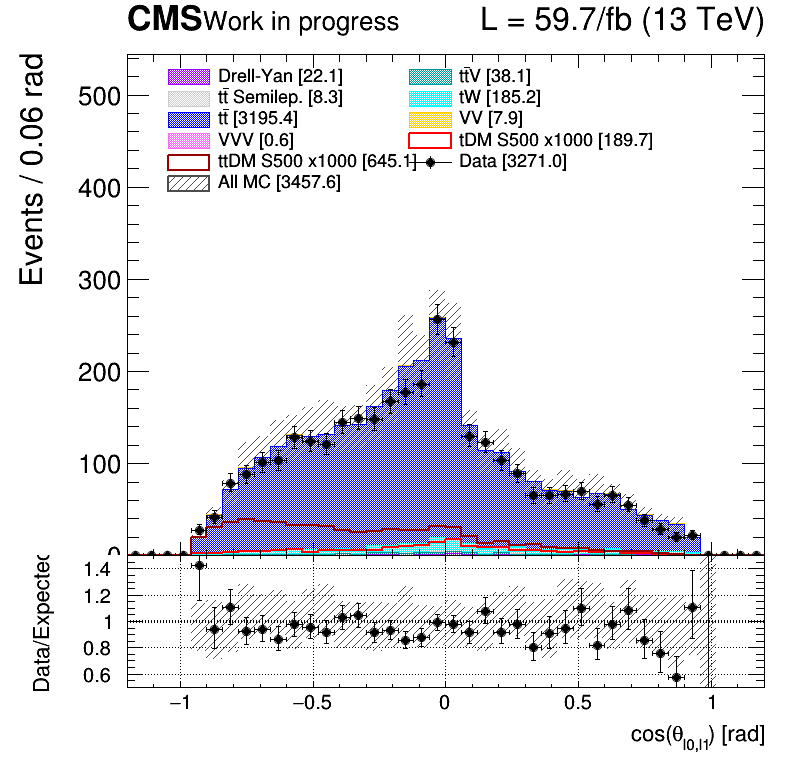 CMS Work in progress L = 59.7/fb (13 TeV)
Drell-Yan [22.1] tt̄V [38.1]
tt̄ Semilep. [8.3] tW [185.2]
tt̄ [3195.4] VV [7.9]
VVV [0.6] tDM S500 x1000 [189.7]
ttDM S500 x1000 [645.1] Data [3271.0]
All MC [3457.6]
Events / 0.06 rad
500
400
300
200
100
0
Data/Expected
1.4
1.2
1
0.8
0.6
−1 −0.5 0 0.5 1
cos(θl0,l1) [rad]